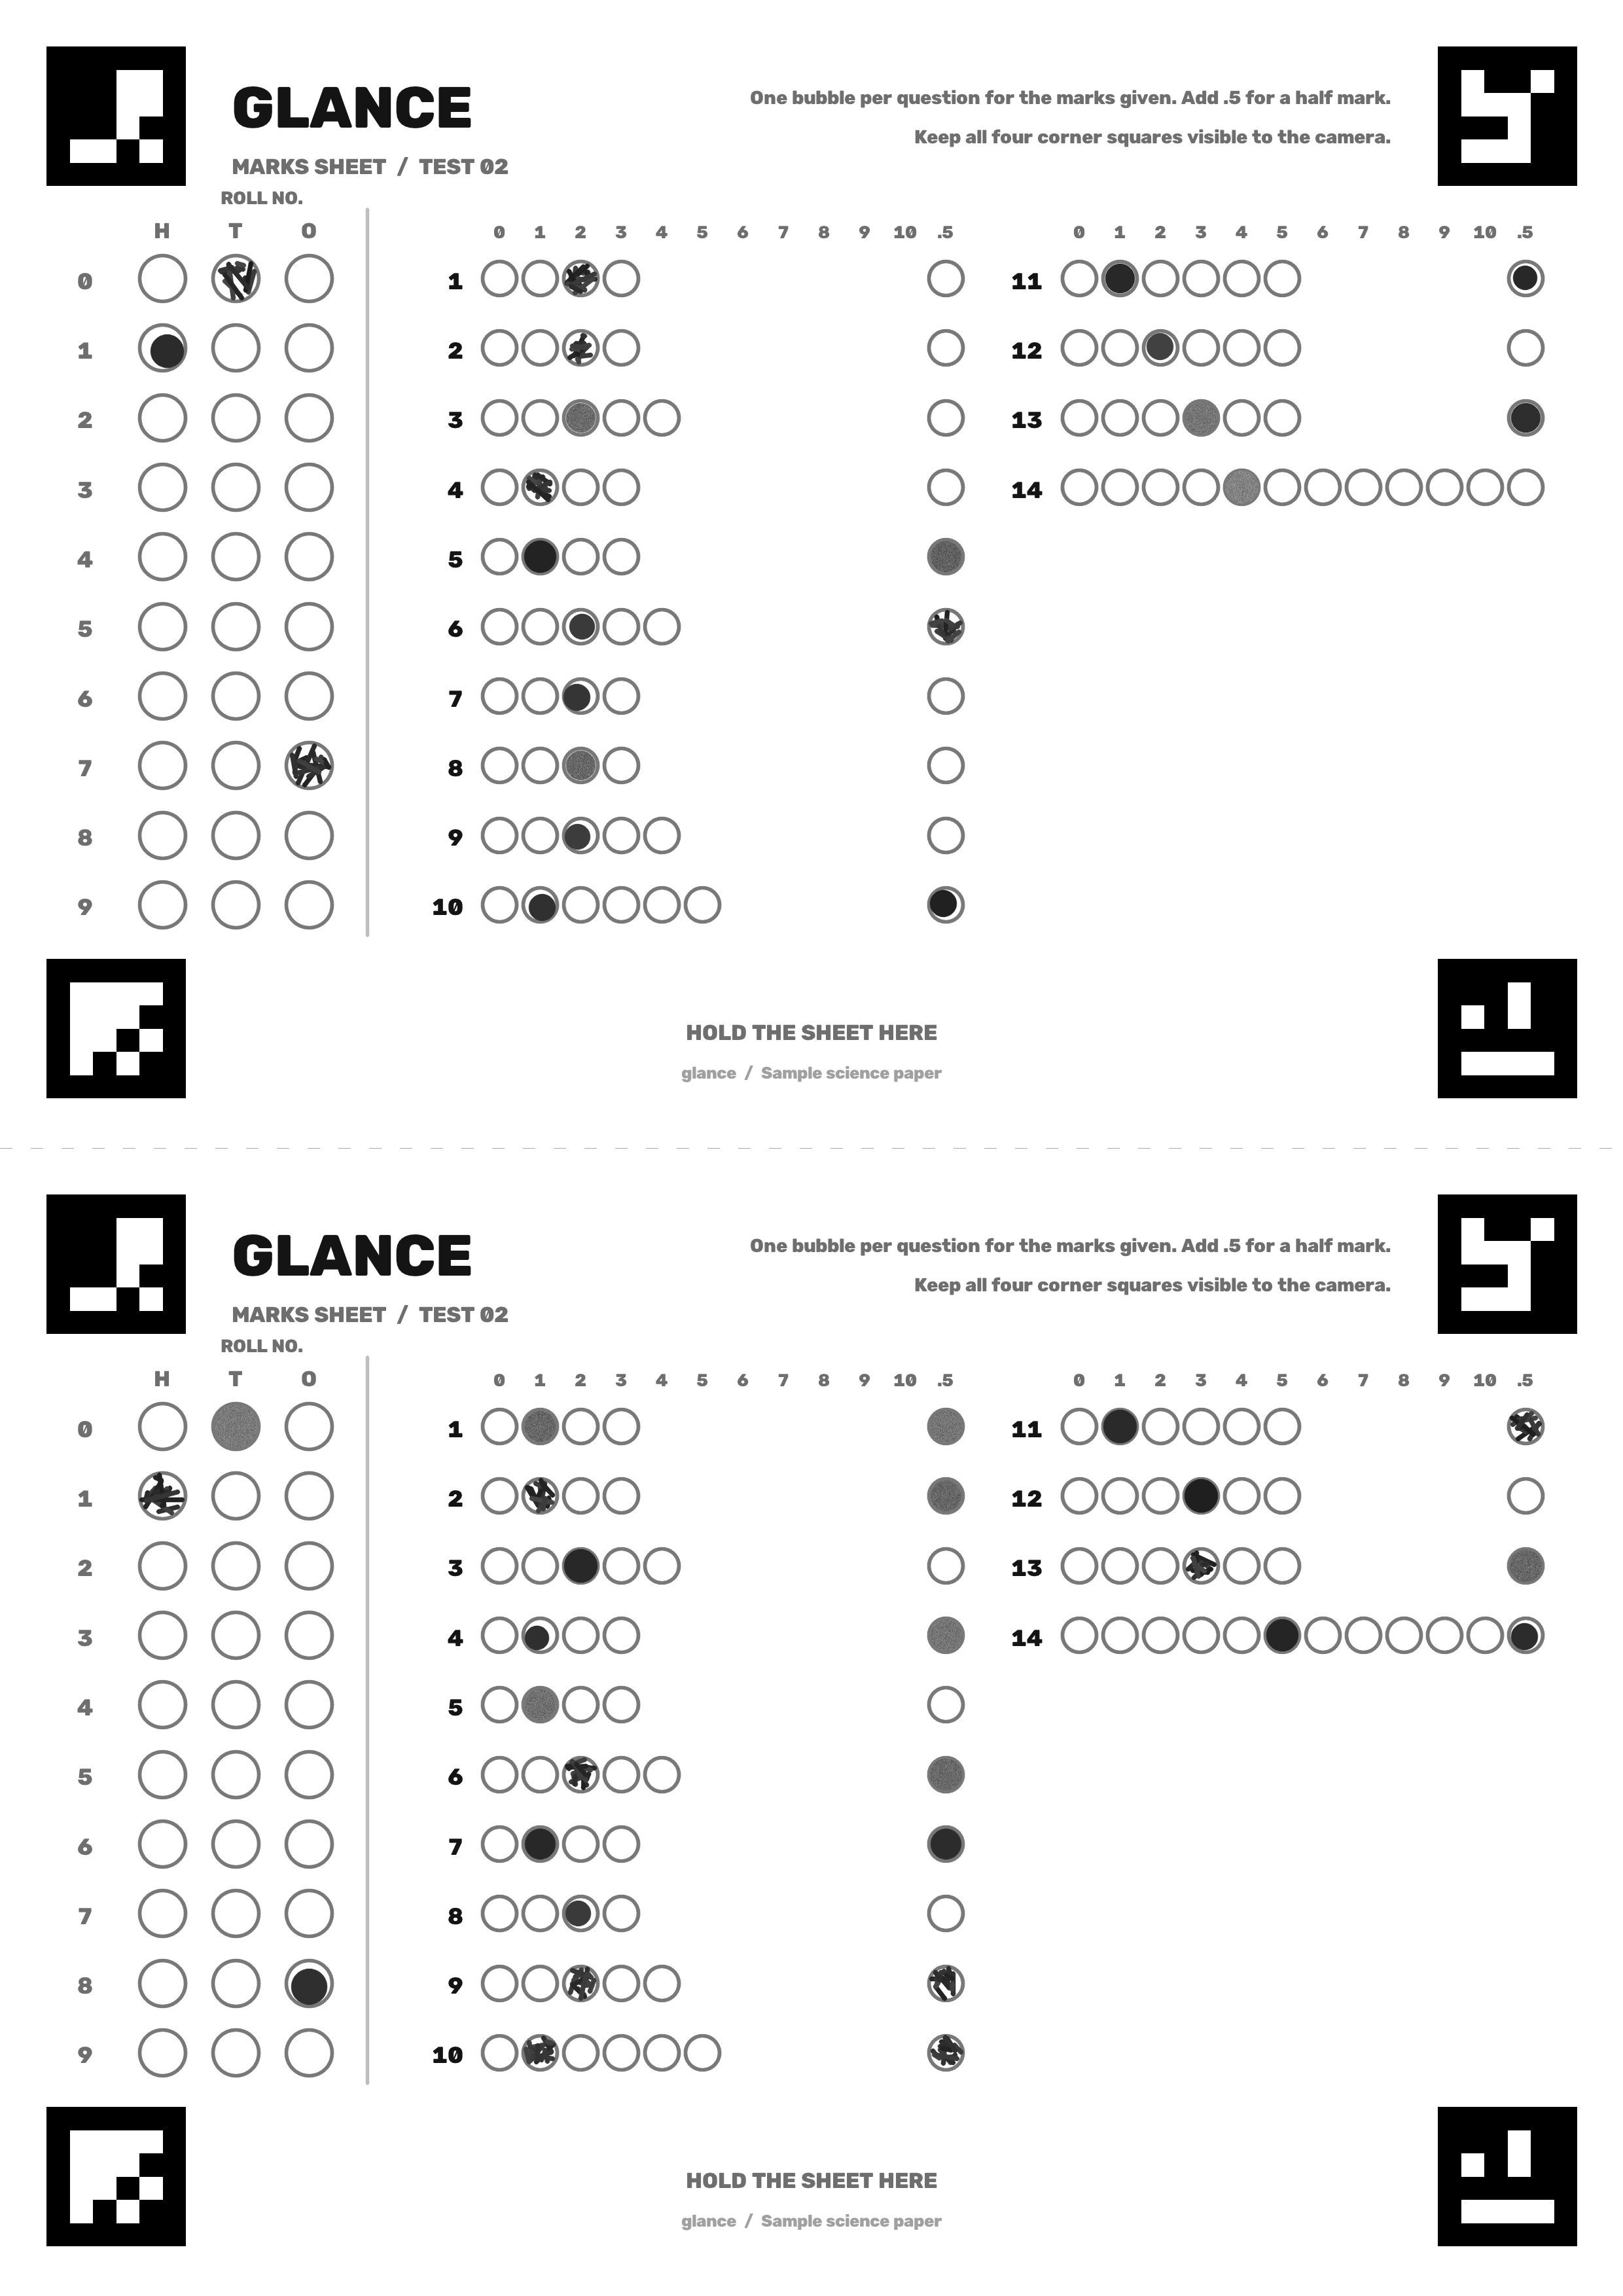 GLANCE
One bubble per question for the marks given. Add .5 for a half mark.
Keep all four corner squares visible to the camera.
MARKS SHEET / TEST 02
ROLL NO.
H T O
0 1 2 3 4 5 6 7 8 9 10 .5
0 1 2 3 4 5 6 7 8 9 10 .5
0 1 11
1 2 12
2 3 13
3 4 14
4 5
5 6
6 7
7 8
8 9
9 10
HOLD THE SHEET HERE
glance / Sample science paper
GLANCE
One bubble per question for the marks given. Add .5 for a half mark.
Keep all four corner squares visible to the camera.
MARKS SHEET / TEST 02
ROLL NO.
H T O
0 1 2 3 4 5 6 7 8 9 10 .5
0 1 2 3 4 5 6 7 8 9 10 .5
0 1 11
1 2 12
2 3 13
3 4 14
4 5
5 6
6 7
7 8
8 9
9 10
HOLD THE SHEET HERE
glance / Sample science paper